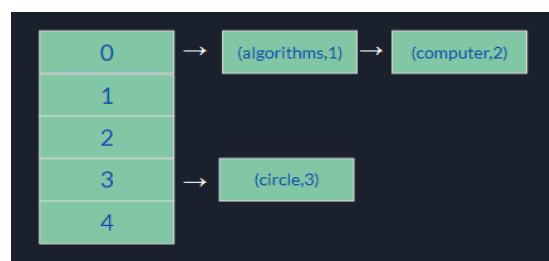 0 → (algorithms,1) → (computer,2)
1
2
3 → (circle,3)
4